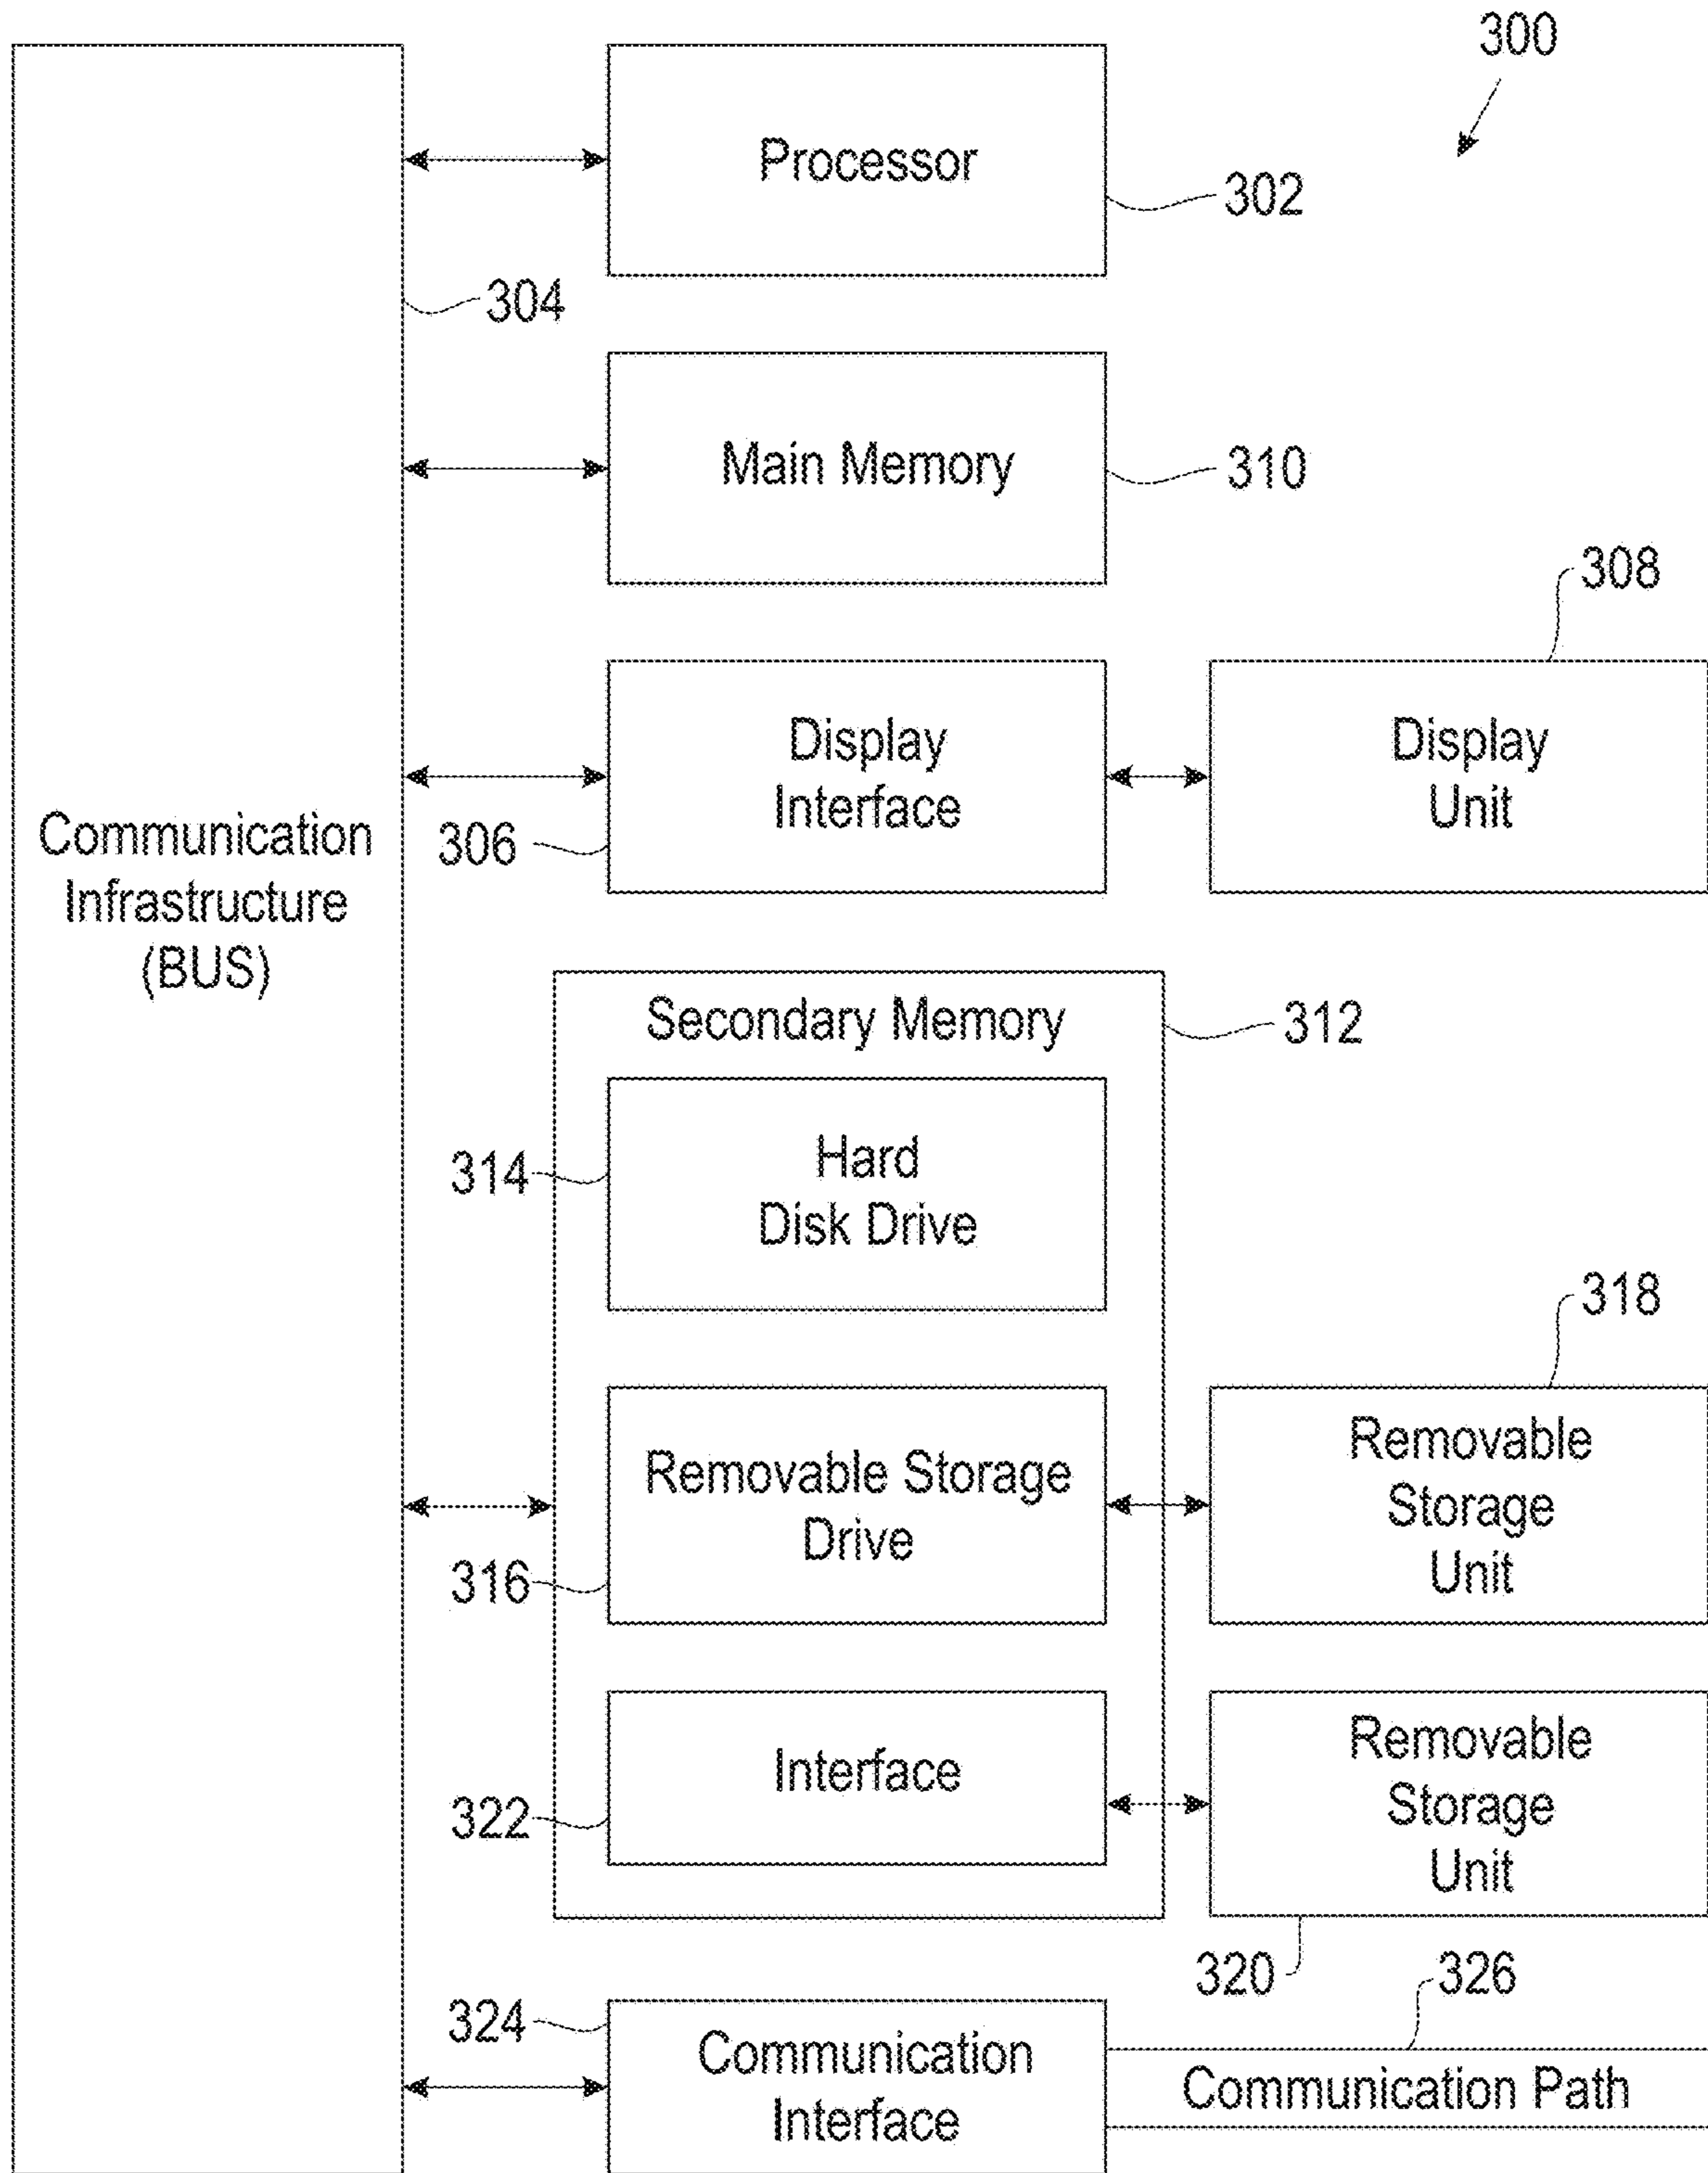 300
Processor
302
304
Main Memory
310
308
Display
Interface
306
Display
Unit
Communication
Infrastructure
(BUS)
Secondary Memory
312
Hard
Disk Drive
314
318
Removable Storage
Drive
316
Removable
Storage
Unit
Interface
322
Removable
Storage
Unit
320
326
324
Communication
Interface
Communication Path